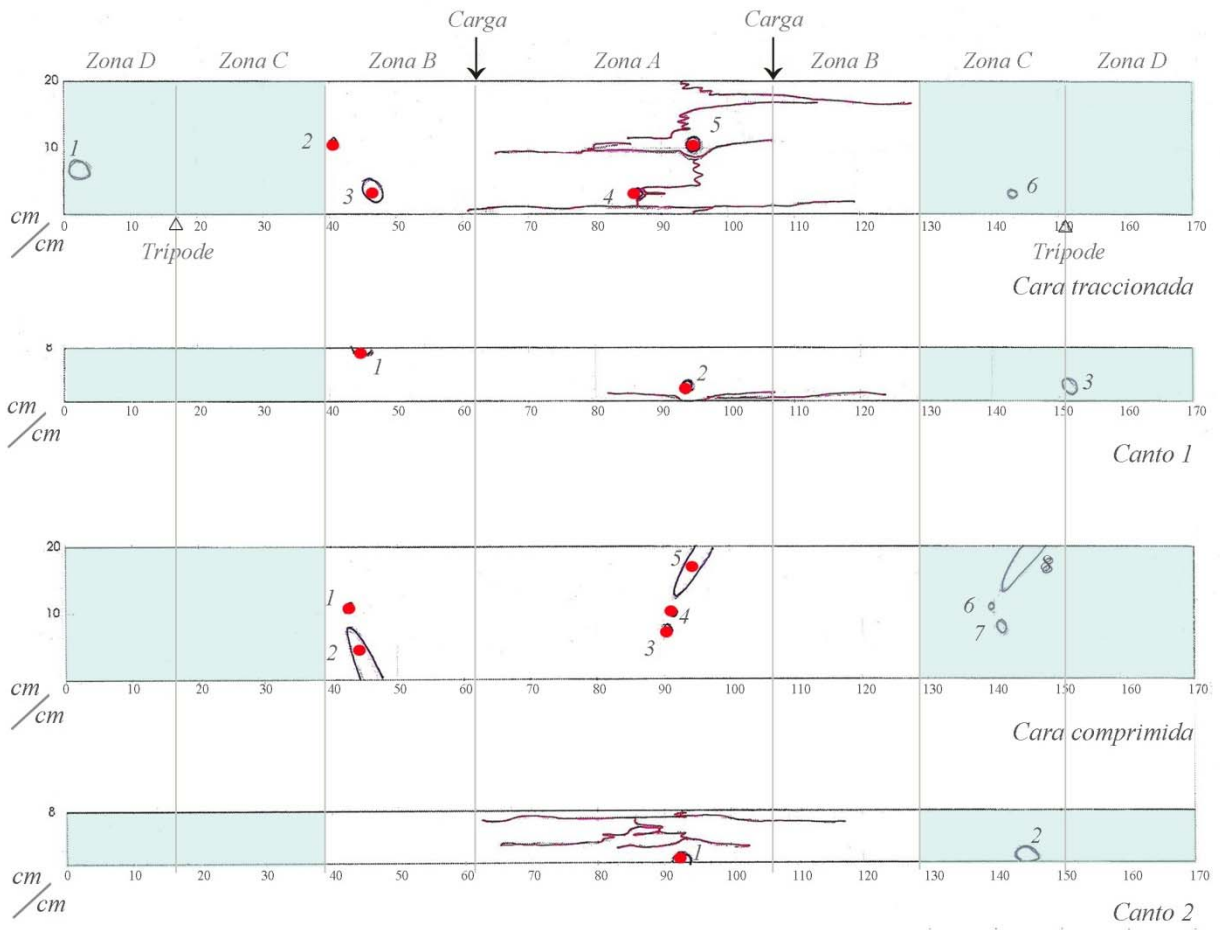 Carga Carga
Zona D Zona C Zona B Zona A Zona B Zona C Zona D
20
10
1 2 3 4 5 6
cm
0 10 20 30 40 50 60 70 80 90 100 110 120 130 140 150 160 170
/cm
Trípode Trípode
Cara traccionada
8
1 2 3
cm
0 10 20 30 40 50 60 70 80 90 100 110 120 130 140 150 160 170
/cm
Canto 1
20
10
1 2 3 4 5 6 7 8
cm
0 10 20 30 40 50 60 70 80 90 100 110 120 130 140 150 160 170
/cm
Cara comprimida
8
1 2
cm
0 10 20 30 40 50 60 70 80 90 100 110 120 130 140 150 160 170
/cm
Canto 2